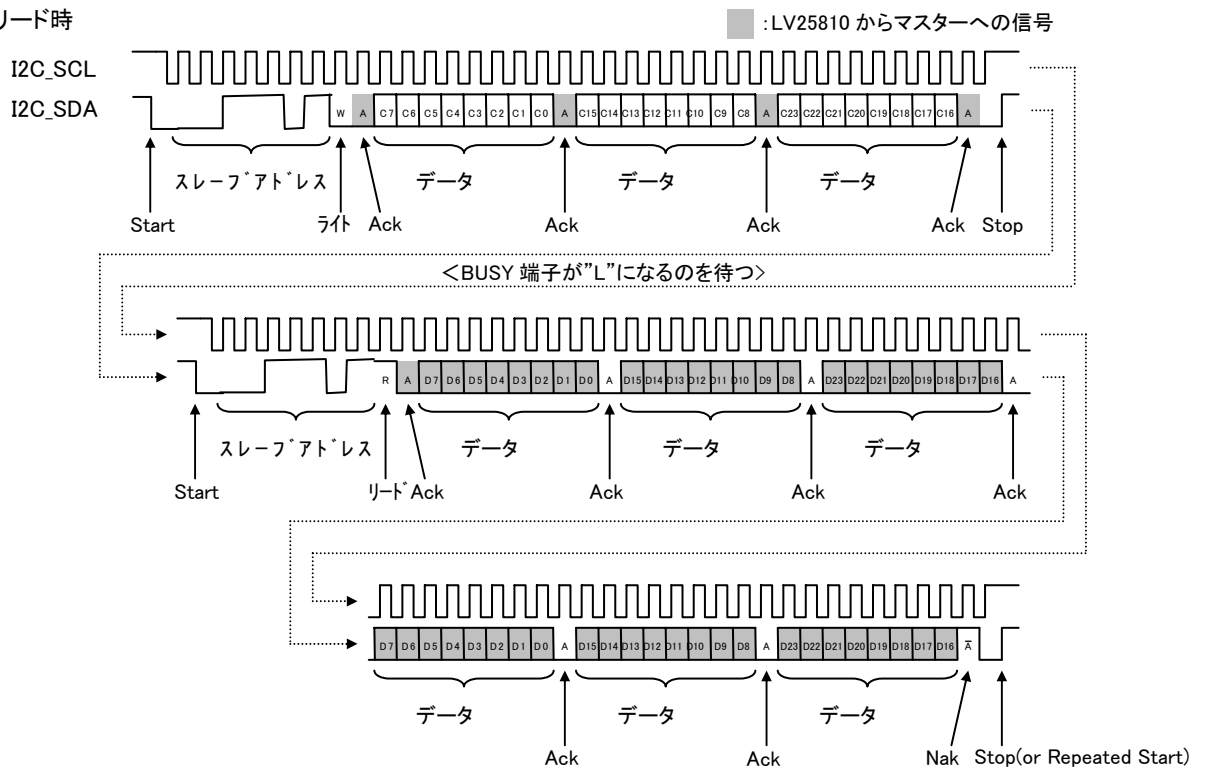 リード時
:LV25810 からマスターへの信号
I2C_SCL
I2C_SDA
W A C7 C6 C5 C4 C3 C2 C1 C0 A C15 C14 C13 C12 C11 C10 C9 C8 A C23 C22 C21 C20 C19 C18 C17 C16 A
スレーブアドレス データ データ データ
Start ライト Ack Ack Ack Ack Stop
<BUSY 端子が"L"になるのを待つ>
R A D7 D6 D5 D4 D3 D2 D1 D0 A D15 D14 D13 D12 D11 D10 D9 D8 A D23 D22 D21 D20 D19 D18 D17 D16 A
スレーブアドレス データ データ データ
Start リード Ack Ack Ack Ack
D7 D6 D5 D4 D3 D2 D1 D0 A D15 D14 D13 D12 D11 D10 D9 D8 A D23 D22 D21 D20 D19 D18 D17 D16 A̅
データ データ データ
Ack Ack Nak Stop(or Repeated Start)